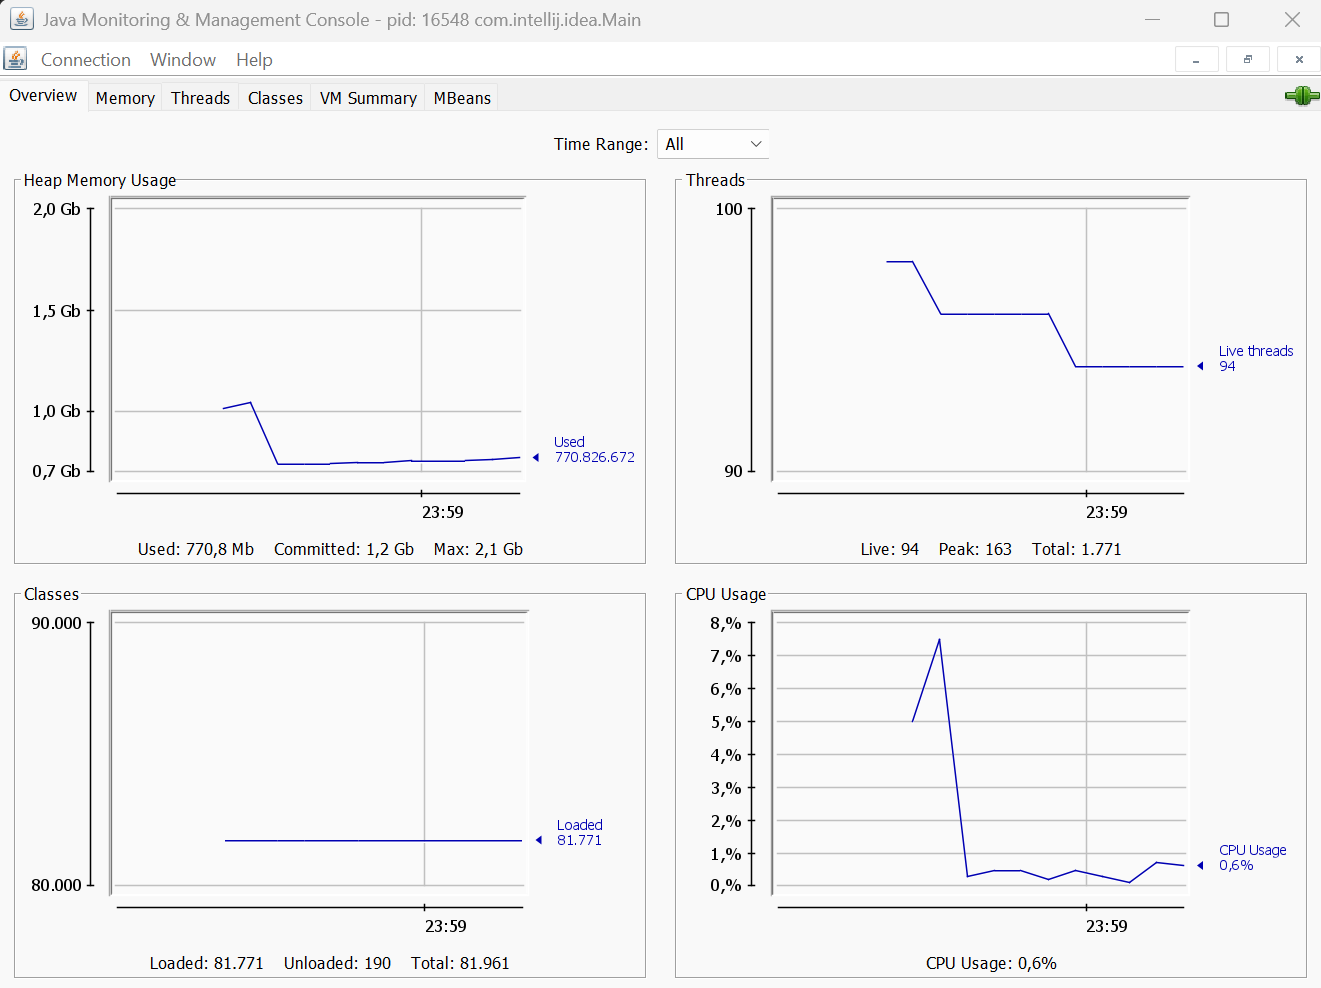 Java Monitoring & Management Console - pid: 16548 com.intellij.idea.Main
Connection Window Help
Overview Memory Threads Classes VM Summary MBeans
Time Range: All
Heap Memory Usage
2,0 Gb
1,5 Gb
1,0 Gb
0,7 Gb
Used
770.826.672
23:59
Used: 770,8 Mb Committed: 1,2 Gb Max: 2,1 Gb
Threads
100
90
Live threads
94
23:59
Live: 94 Peak: 163 Total: 1.771
Classes
90.000
80.000
Loaded
81.771
23:59
Loaded: 81.771 Unloaded: 190 Total: 81.961
CPU Usage
8,%
7,%
6,%
5,%
4,%
3,%
2,%
1,%
0,%
CPU Usage
0,6%
23:59
CPU Usage: 0,6%